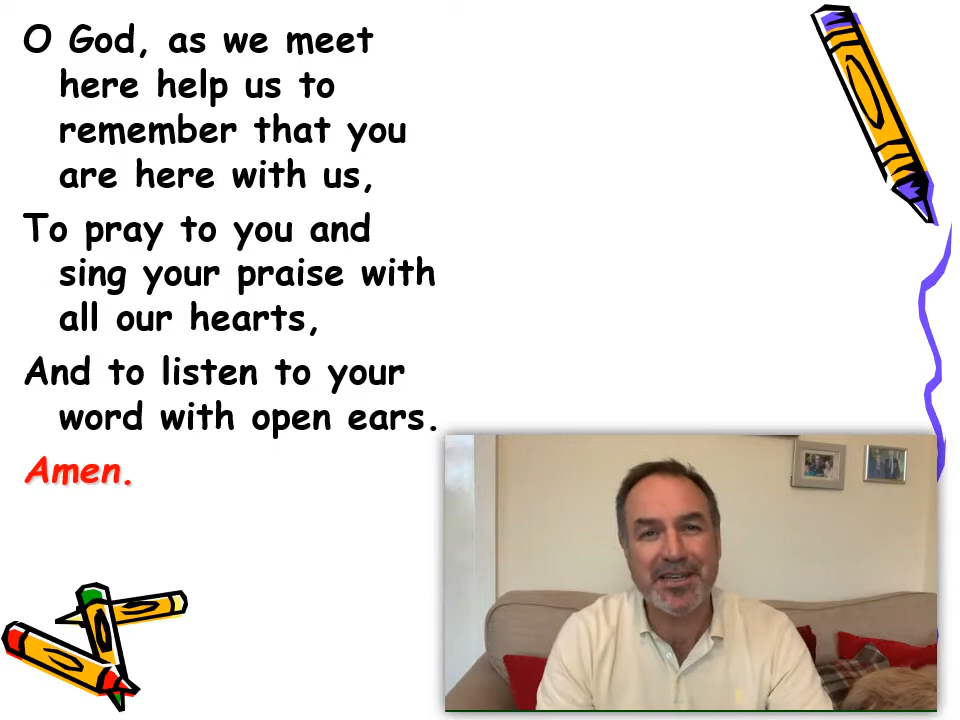 O God, as we meet
here help us to
remember that you
are here with us,
To pray to you and
sing your praise with
all our hearts,
And to listen to your
word with open ears.
Amen.